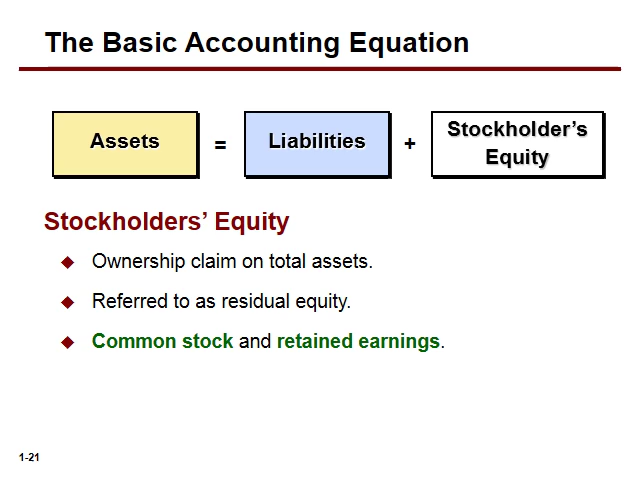 The Basic Accounting Equation
Assets = Liabilities + Stockholder’s
Equity
Stockholders’ Equity
Ownership claim on total assets.
Referred to as residual equity.
Common stock and retained earnings.
1-21